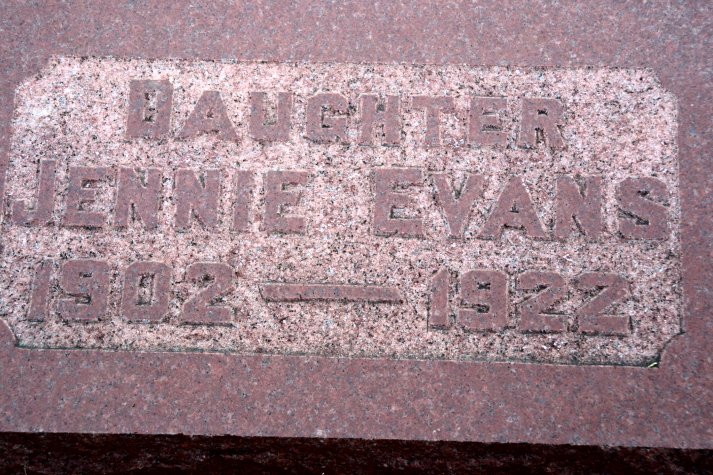 DAUGHTER
JENNIE EVANS
1902 — 1922